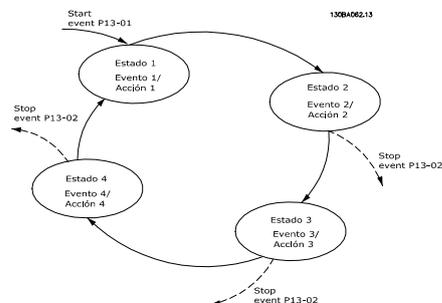 Start
event P13-01
130BA062.13
Estado 1
Evento 1/
Acción 1
Estado 2
Evento 2/
Acción 2
Stop
event P13-02
Stop
event P13-02
Estado 4
Evento 4/
Acción 4
Estado 3
Evento 3/
Acción 3
Stop
event P13-02